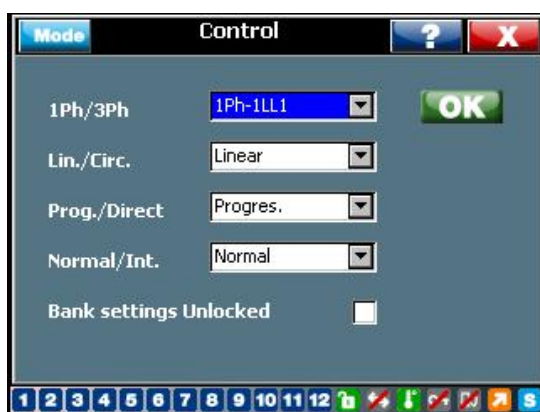 Mode Control ? X
1Ph/3Ph 1Ph-1LL1 OK
Lin./Circ. Linear
Prog./Direct Progres.
Normal/Int. Normal
Bank settings Unlocked
1 2 3 4 5 6 7 8 9 10 11 12 S